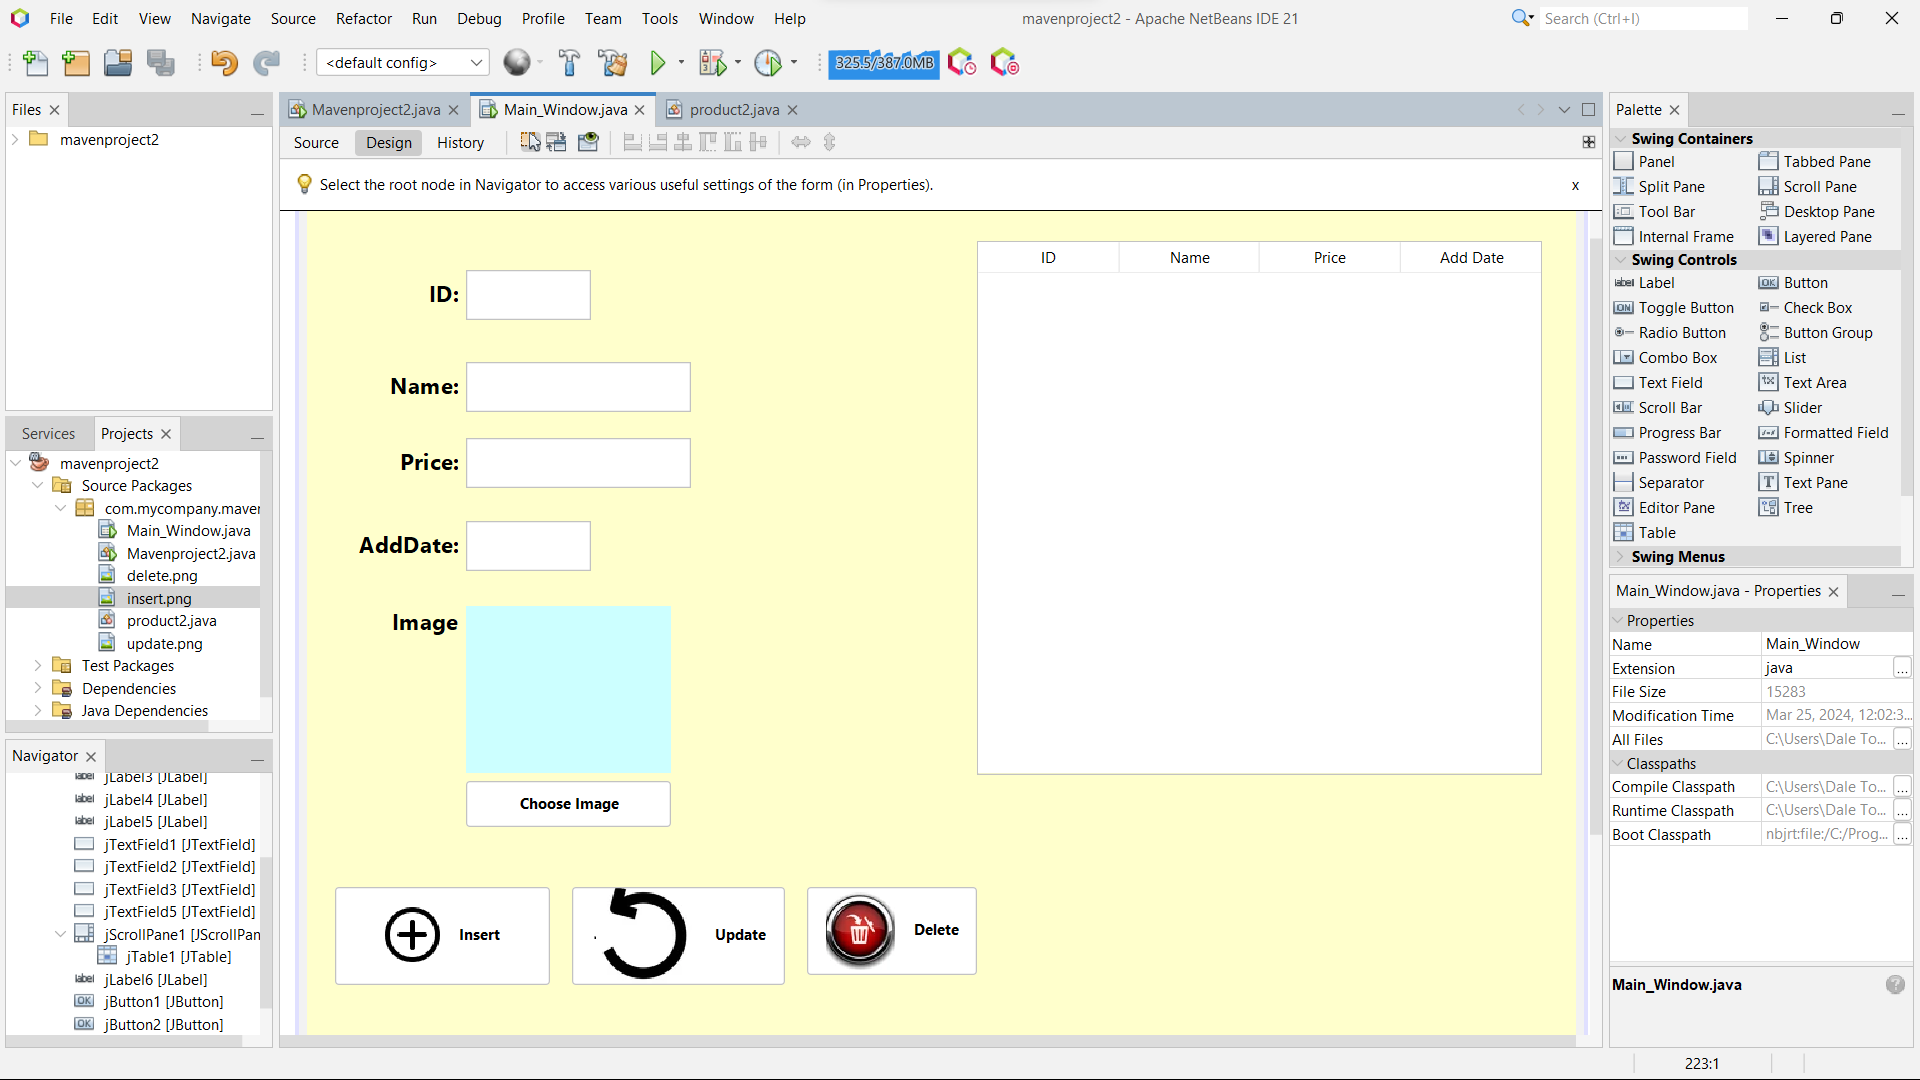 File Edit View Navigate Source Refactor Run Debug Profile Team Tools Window Help
mavenproject2 - Apache NetBeans IDE 21
Search (Ctrl+I)
<default config>
325.5/387.0MB
Files
mavenproject2
Services
Projects
mavenproject2
Source Packages
com.mycompany.maver
Main_Window.java
Mavenproject2.java
delete.png
insert.png
product2.java
update.png
Test Packages
Dependencies
Java Dependencies
Navigator
jLabel3 [JLabel]
jLabel4 [JLabel]
jLabel5 [JLabel]
jTextField1 [JTextField]
jTextField2 [JTextField]
jTextField3 [JTextField]
jTextField5 [JTextField]
jScrollPane1 [JScrollPan
jTable1 [JTable]
jLabel6 [JLabel]
jButton1 [JButton]
jButton2 [JButton]
Mavenproject2.java
Main_Window.java
product2.java
Source Design History
Select the root node in Navigator to access various useful settings of the form (in Properties).
x
ID:
Name:
Price:
AddDate:
Image
Choose Image
Insert
Update
Delete
ID Name Price Add Date
Palette
Swing Containers
Panel Tabbed Pane
Split Pane Scroll Pane
Tool Bar Desktop Pane
Internal Frame Layered Pane
Swing Controls
Label Button
Toggle Button Check Box
Radio Button Button Group
Combo Box List
Text Field Text Area
Scroll Bar Slider
Progress Bar Formatted Field
Password Field Spinner
Separator Text Pane
Editor Pane Tree
Table
Swing Menus
Main_Window.java - Properties
Properties
Name Main_Window
Extension java ...
File Size 15283
Modification Time Mar 25, 2024, 12:02:3...
All Files C:\Users\Dale To... ...
Classpaths
Compile Classpath C:\Users\Dale To... ...
Runtime Classpath C:\Users\Dale To... ...
Boot Classpath nbjrt:file:/C:/Prog... ...
Main_Window.java
223:1